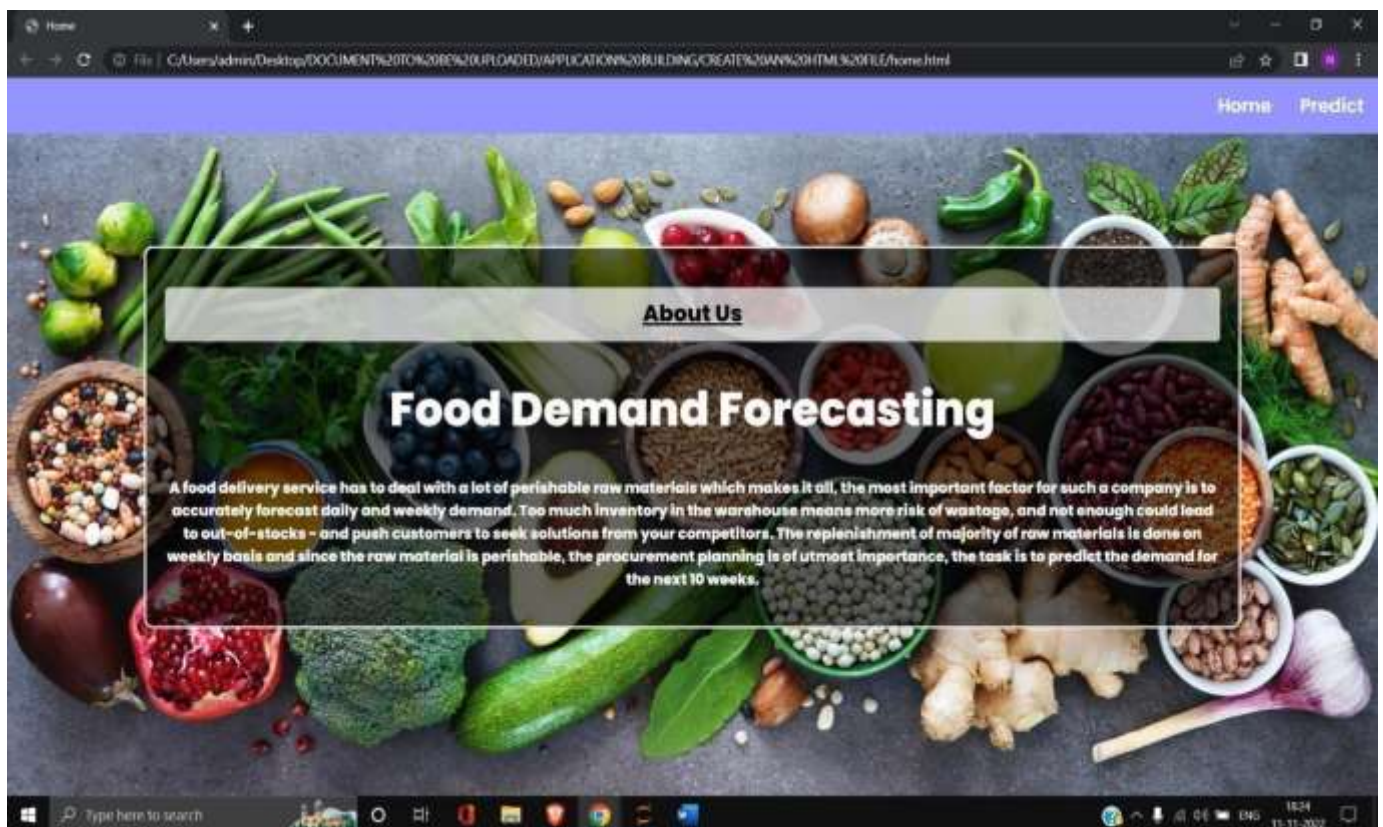 Home
C:/Users/admin/Desktop/DOCUMENT%20TO%20BE%20UPLOADED/APPLICATION%20BUILDING/CREATE%20AN%20HTML%20FILE/home.html
Home Predict
About Us
Food Demand Forecasting
A food delivery service has to deal with a lot of perishable raw materials which makes it all, the most important factor for such a company is to
accurately forecast daily and weekly demand. Too much inventory in the warehouse means more risk of wastage, and not enough could lead
to out-of-stocks - and push customers to seek solutions from your competitors. The replenishment of majority of raw materials is done on
weekly basis and since the raw material is perishable, the procurement planning is of utmost importance, the task is to predict the demand for
the next 10 weeks.
Type here to search
ENG
18:24
11-11-2022